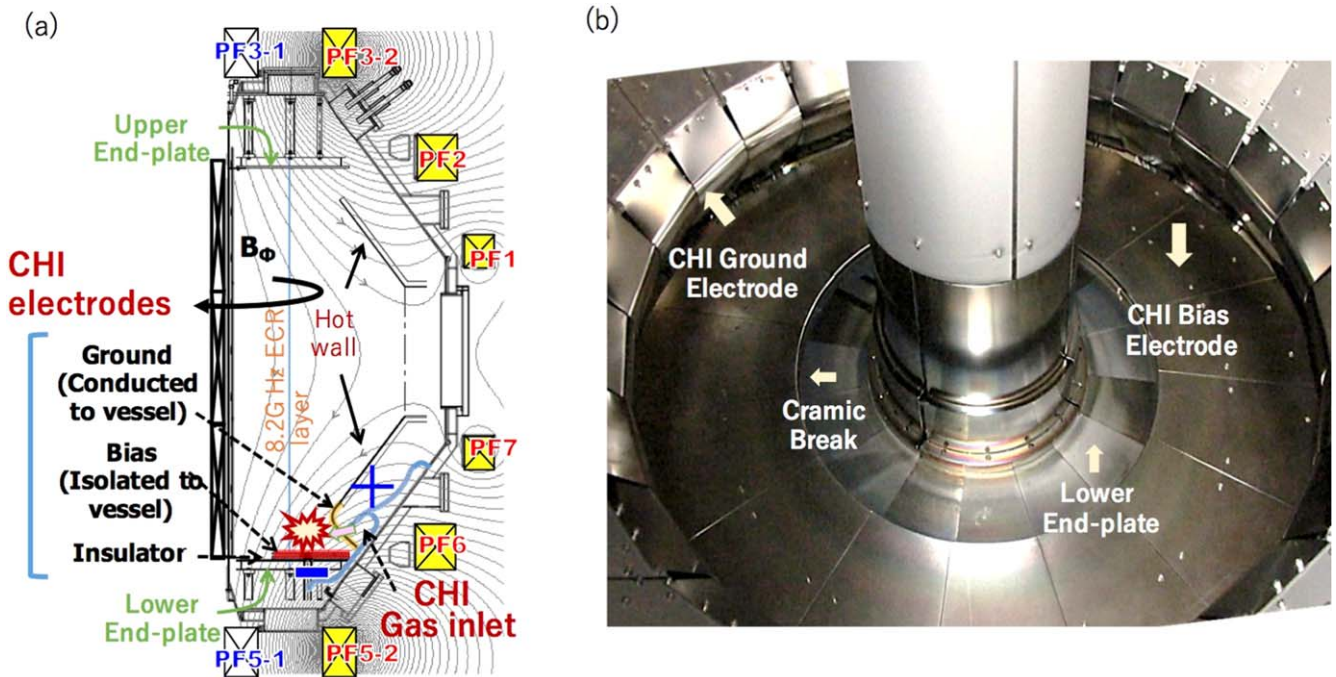 (a)
PF3-1
PF3-2
Upper
End-plate
PF2
PF1
BΦ
CHI
electrodes
Hot
wall
8.2G Hz ECR
layer
Ground
(Conducted
to vessel)
Bias
(Isolated to
vessel)
Insulator
PF7
+
PF6
Lower
End-plate
CHI
Gas inlet
PF5-1
PF5-2
(b)
CHI Ground
Electrode
CHI Bias
Electrode
Cramic
Break
Lower
End-plate